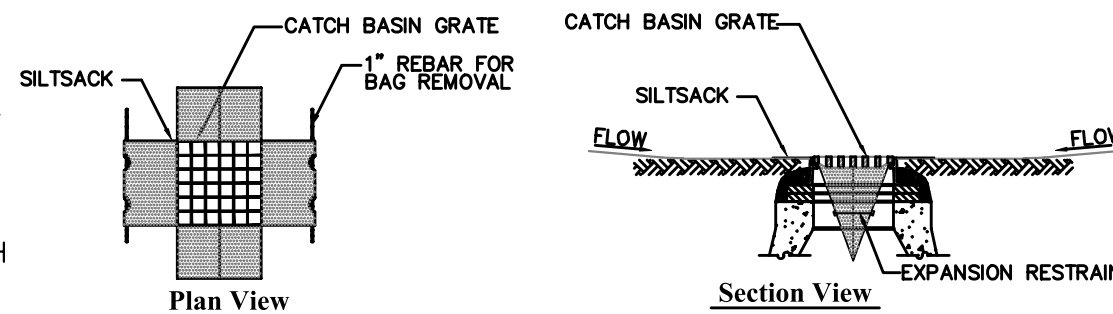 CATCH BASIN GRATE
SILTSACK
1" REBAR FOR
BAG REMOVAL
H
Plan View
CATCH BASIN GRATE
SILTSACK
FLOW
FLOW
EXPANSION RESTRAIN
Section View